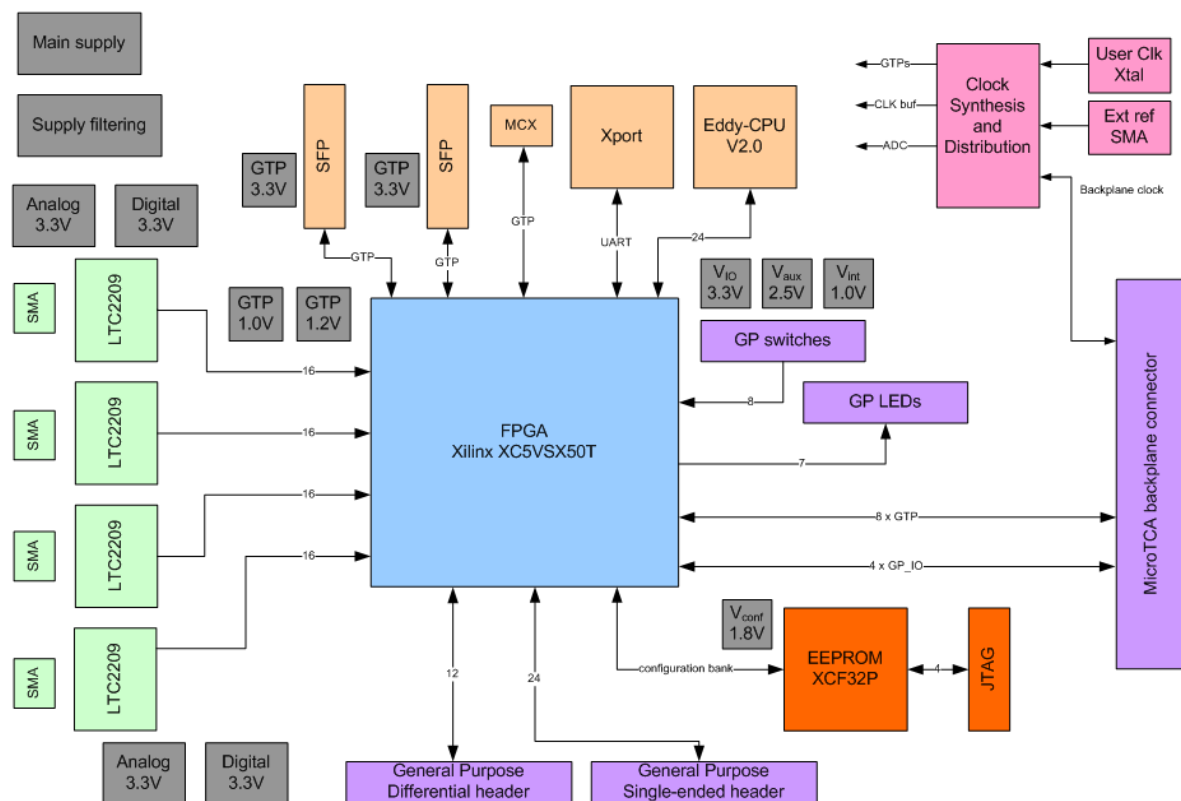 Main supply
Supply filtering
Analog
3.3V
Digital
3.3V
GTP
3.3V
SFP
GTP
3.3V
SFP
MCX
Xport
Eddy-CPU
V2.0
GTPs
CLK buf
ADC
Clock
Synthesis
and
Distribution
User Clk
Xtal
Ext ref
SMA
Backplane clock
GTP
GTP
GTP
UART
24
SMA
LTC2209
16
SMA
LTC2209
16
SMA
LTC2209
16
SMA
LTC2209
16
GTP
1.0V
GTP
1.2V
VIO
3.3V
Vaux
2.5V
Vint
1.0V
GP switches
8
GP LEDs
7
FPGA
Xilinx XC5VSX50T
8 x GTP
4 x GP_IO
MicroTCA backplane connector
Vconf
1.8V
configuration bank
EEPROM
XCF32P
4
JTAG
12
24
Analog
3.3V
Digital
3.3V
General Purpose
Differential header
General Purpose
Single-ended header